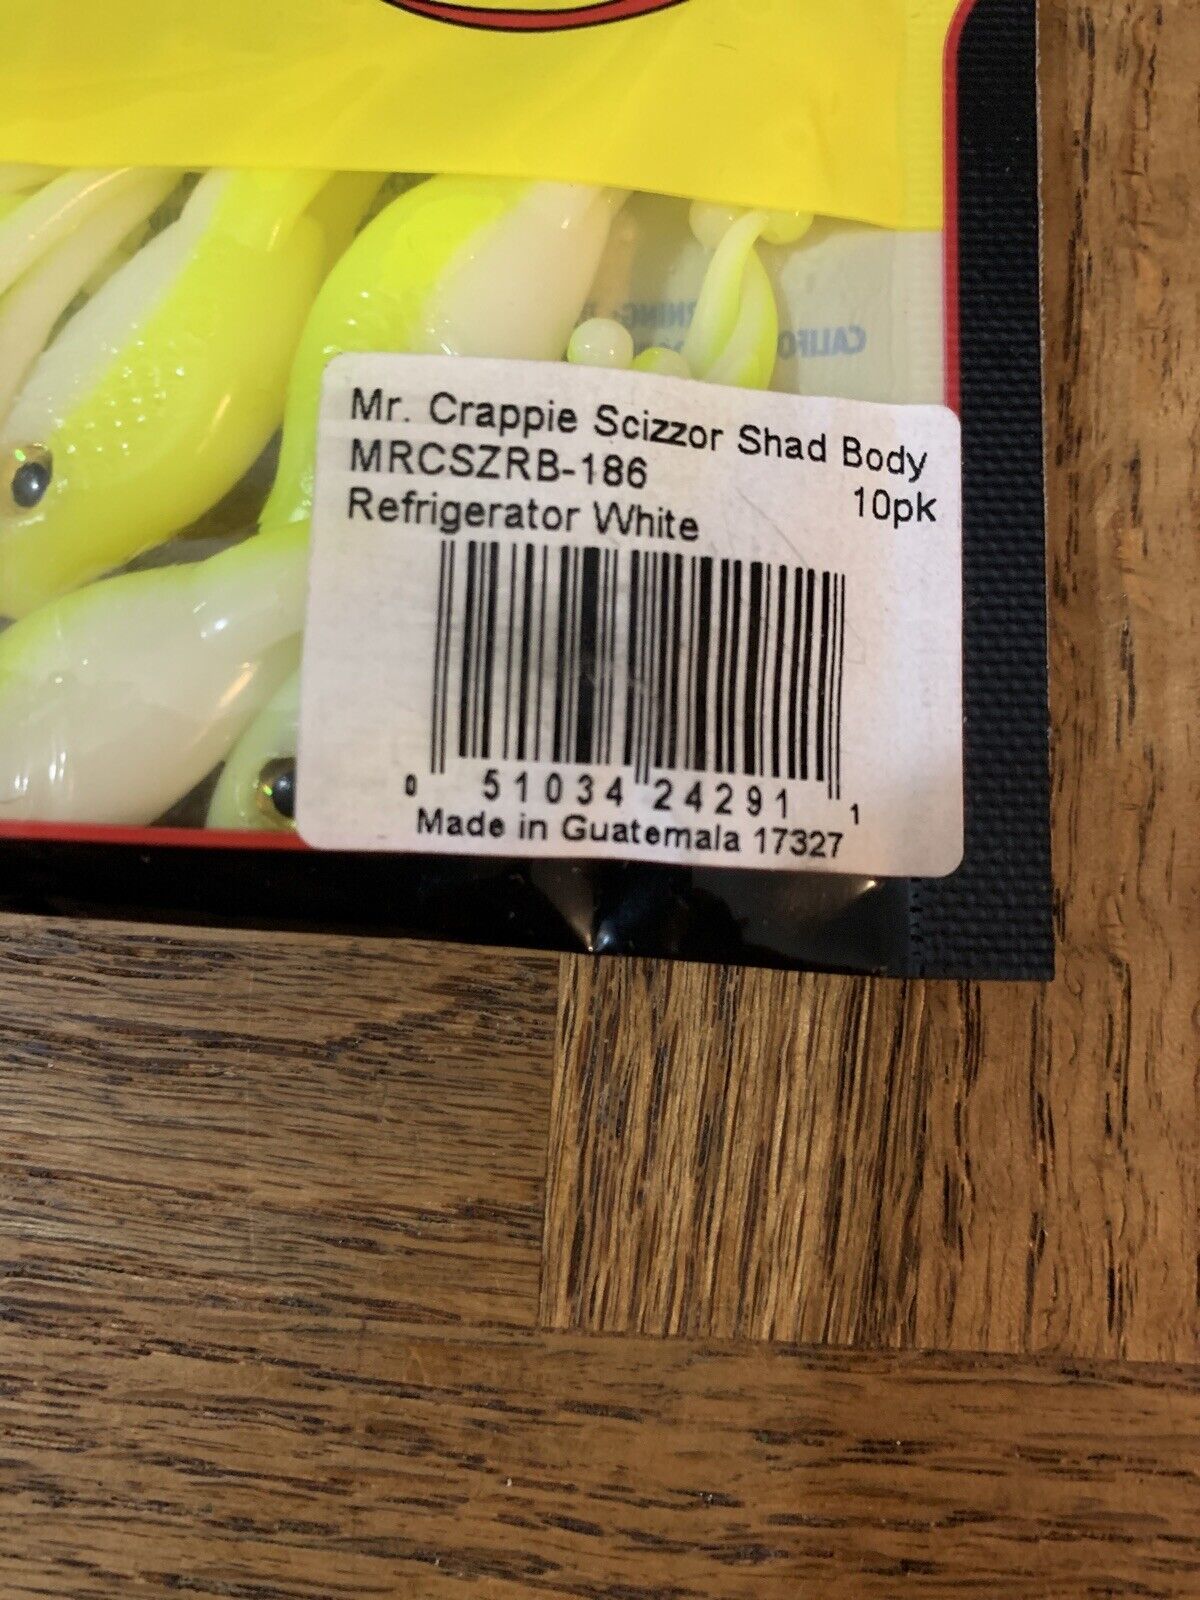 Mr. Crappie Scizzor Shad Body
MRCSZRB-186
10pk
Refrigerator White
0 51034 24291 1
Made in Guatemala 17327